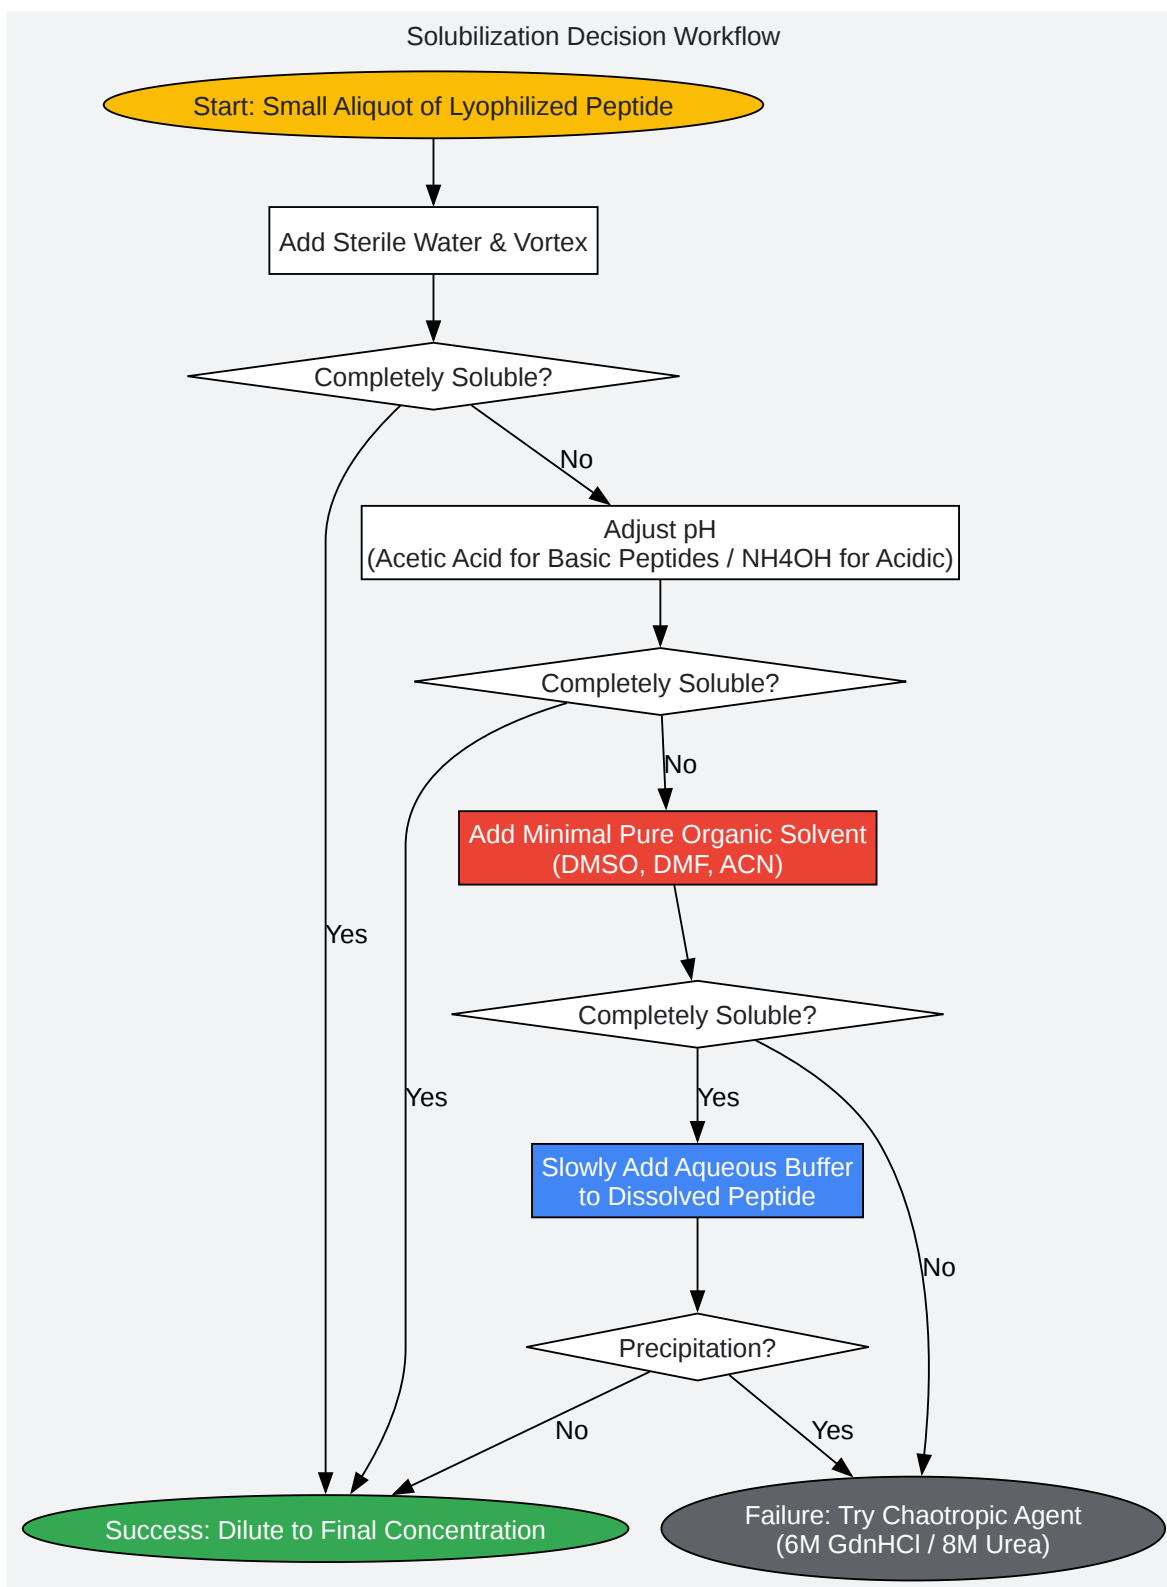 Solubilization Decision Workflow
Start: Small Aliquot of Lyophilized Peptide
Add Sterile Water & Vortex
Completely Soluble?
No
Adjust pH
(Acetic Acid for Basic Peptides / NH4OH for Acidic)
Completely Soluble?
No
Add Minimal Pure Organic Solvent
(DMSO, DMF, ACN)
Yes
Completely Soluble?
Yes
Yes
Slowly Add Aqueous Buffer
to Dissolved Peptide
No
Precipitation?
No
Yes
Success: Dilute to Final Concentration
Failure: Try Chaotropic Agent
(6M GdnHCl / 8M Urea)